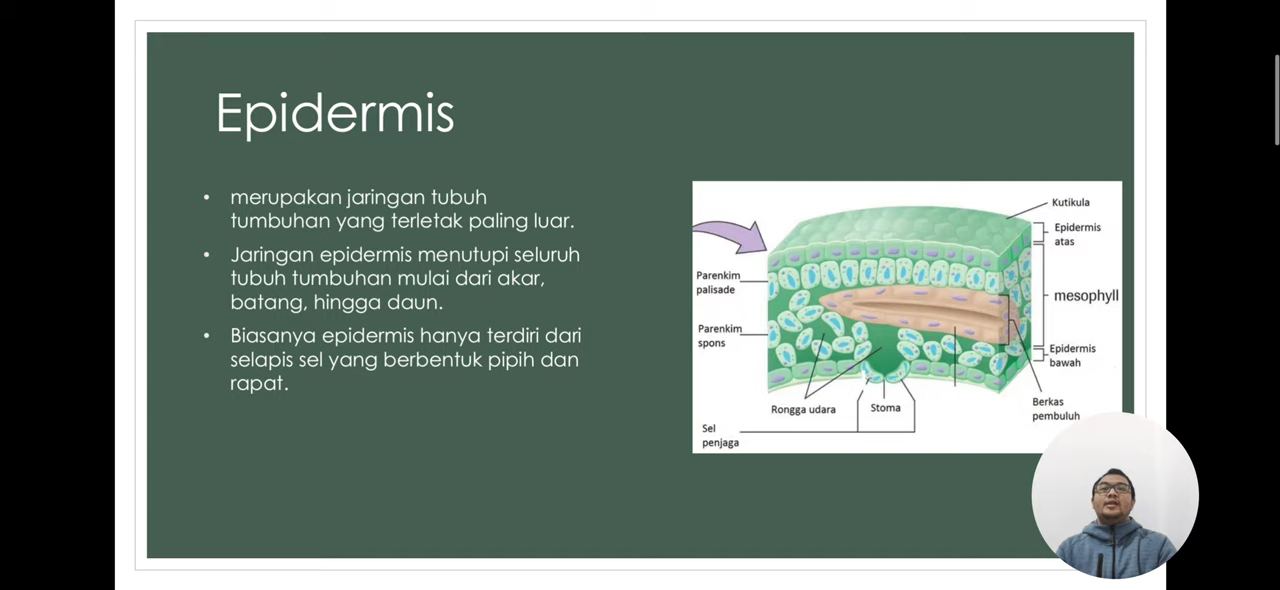 Epidermis
• merupakan jaringan tubuh
tumbuhan yang terletak paling luar.
• Jaringan epidermis menutupi seluruh
tubuh tumbuhan mulai dari akar,
batang, hingga daun.
• Biasanya epidermis hanya terdiri dari
selapis sel yang berbentuk pipih dan
rapat.
Kutikula
Epidermis
atas
Parenkim
palisade
mesophyll
Parenkim
spons
Epidermis
bawah
Rongga udara
Stoma
Berkas
pembuluh
Sel
penjaga